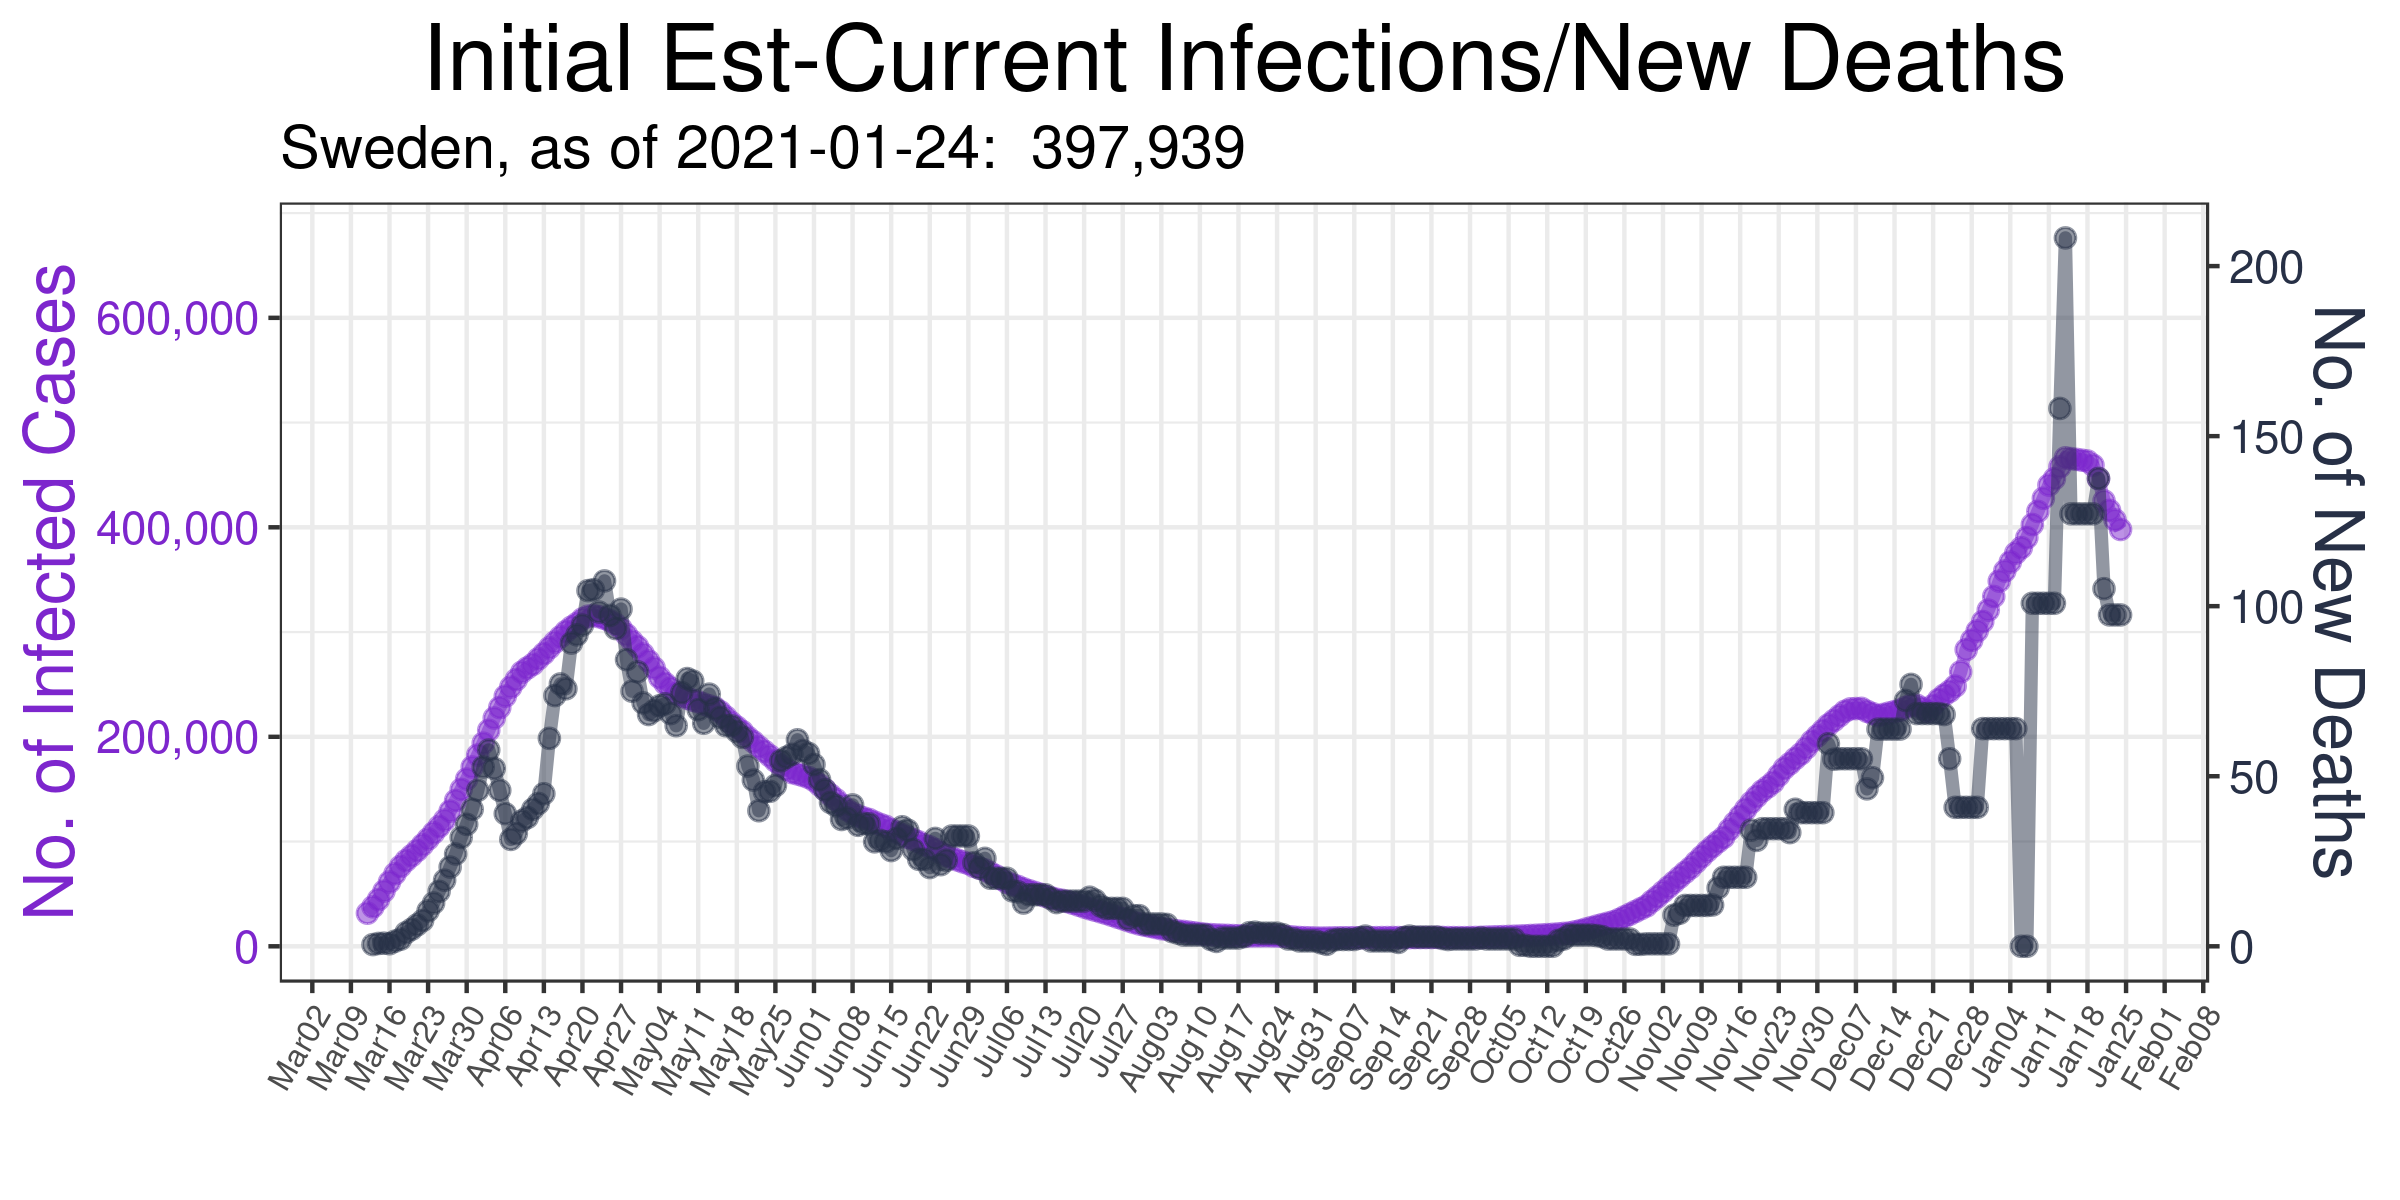 Initial Est-Current Infections/New Deaths
Sweden, as of 2021-01-24:  397,939
No. of Infected Cases
600,000
400,000
200,000
0
200
150
100
50
0
No. of New Deaths
Mar02
Mar09
Mar16
Mar23
Mar30
Apr06
Apr13
Apr20
Apr27
May04
May11
May18
May25
Jun01
Jun08
Jun15
Jun22
Jun29
Jul06
Jul13
Jul20
Jul27
Aug03
Aug10
Aug17
Aug24
Aug31
Sep07
Sep14
Sep21
Sep28
Oct05
Oct12
Oct19
Oct26
Nov02
Nov09
Nov16
Nov23
Nov30
Dec07
Dec14
Dec21
Dec28
Jan04
Jan11
Jan18
Jan25
Feb01
Feb08